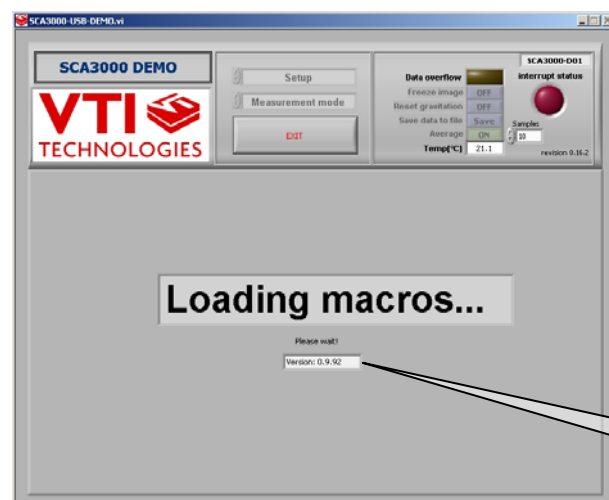 SCA3000-USB-DEMO.vi
SCA3000 DEMO
VTI
TECHNOLOGIES
Setup
Measurement mode
EXIT
SCA3000-D01
Data overflow
interrupt status
Freeze image OFF
Reset gravitation OFF
Save data to file Save
Samples
Average ON
10
Temp[°C] 21.1
revision 0.16.2
Loading macros...
Please wait!
Version: 0.9.92